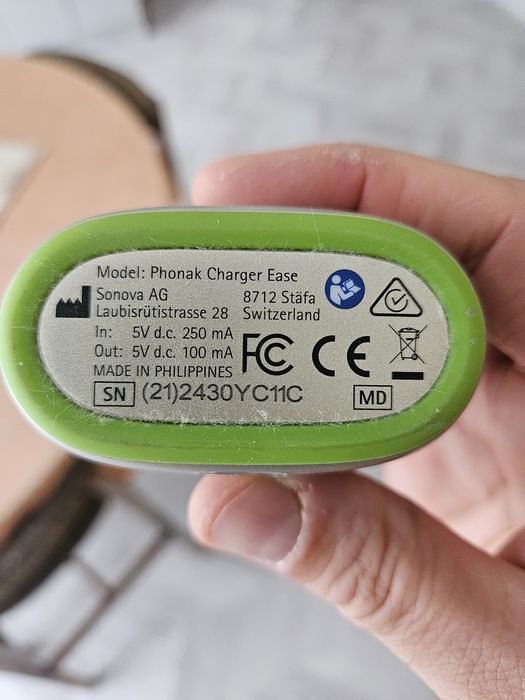 Model: Phonak Charger Ease
Sonova AG 8712 Stäfa
Laubisrütistrasse 28 Switzerland
In: 5V d.c. 250 mA
Out: 5V d.c. 100 mA
MADE IN PHILIPPINES
FC CE
SN (21)2430YC11C MD